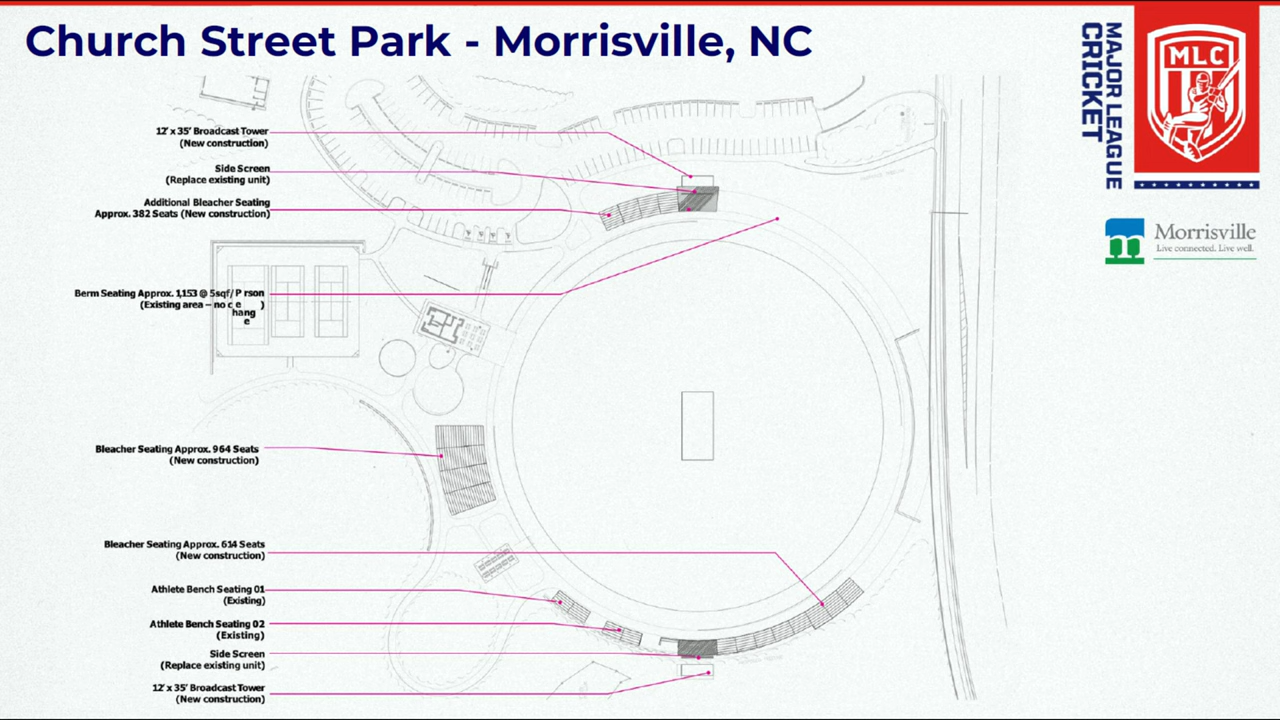 Church Street Park - Morrisville, NC
MAJOR LEAGUE
CRICKET
MLC
Morrisville
Live connected. Live well.
12' x 35' Broadcast Tower
(New construction)
Side Screen
(Replace existing unit)
Additional Bleacher Seating
Approx. 382 Seats (New construction)
Berm Seating Approx. 1,153 @ 5sqf/P rson
(Existing area – no c e )
hang
e
Bleacher Seating Approx. 964 Seats
(New construction)
Bleacher Seating Approx. 614 Seats
(New construction)
Athlete Bench Seating 01
(Existing)
Athlete Bench Seating 02
(Existing)
Side Screen
(Replace existing unit)
12' x 35' Broadcast Tower
(New construction)